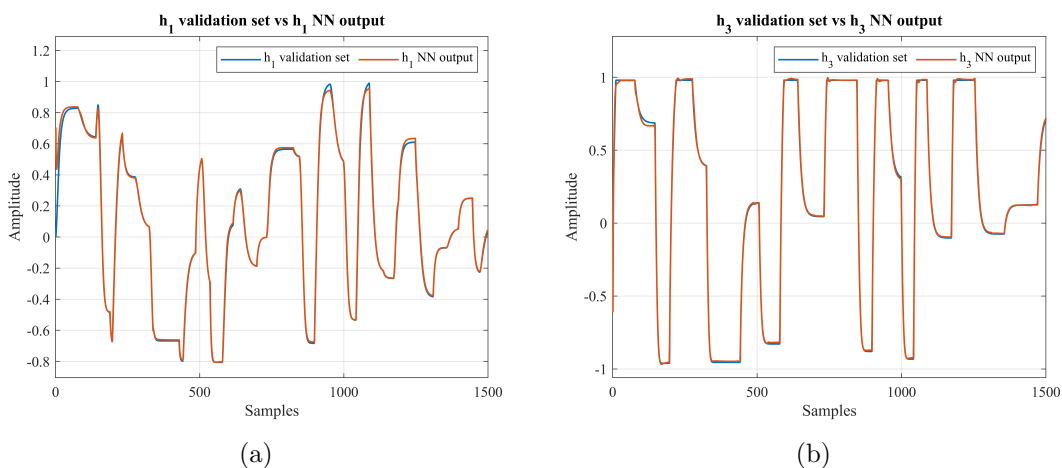 h1 validation set vs h1 NN output
h1 validation set h1 NN output
1.2
1
0.8
0.6
0.4
0.2
0
-0.2
-0.4
-0.6
-0.8
Amplitude
0 500 1000 1500
Samples
(a)
h3 validation set vs h3 NN output
h3 validation set h3 NN output
1
0.5
0
-0.5
-1
Amplitude
0 500 1000 1500
Samples
(b)